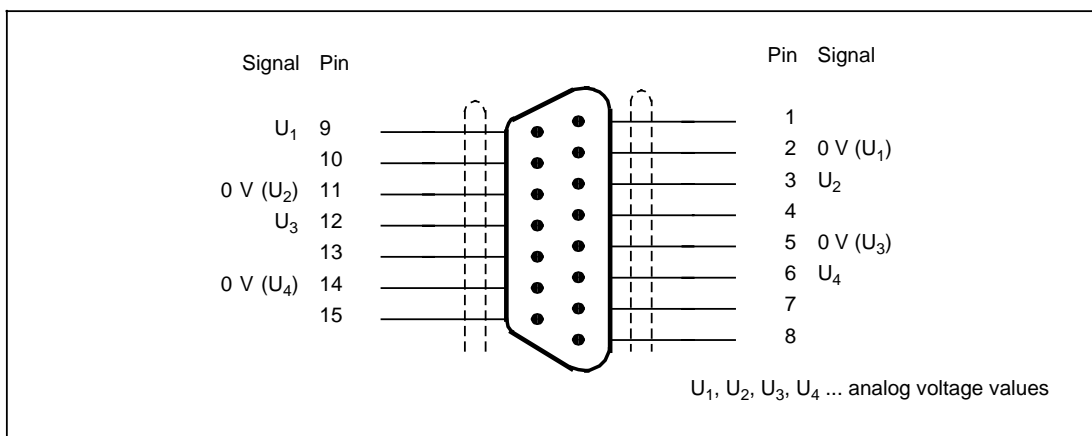 Signal Pin
Pin Signal
U1 9
10
0 V (U2) 11
U3 12
13
0 V (U4) 14
15
1
2 0 V (U1)
3 U2
4
5 0 V (U3)
6 U4
7
8
U1, U2, U3, U4 ... analog voltage values